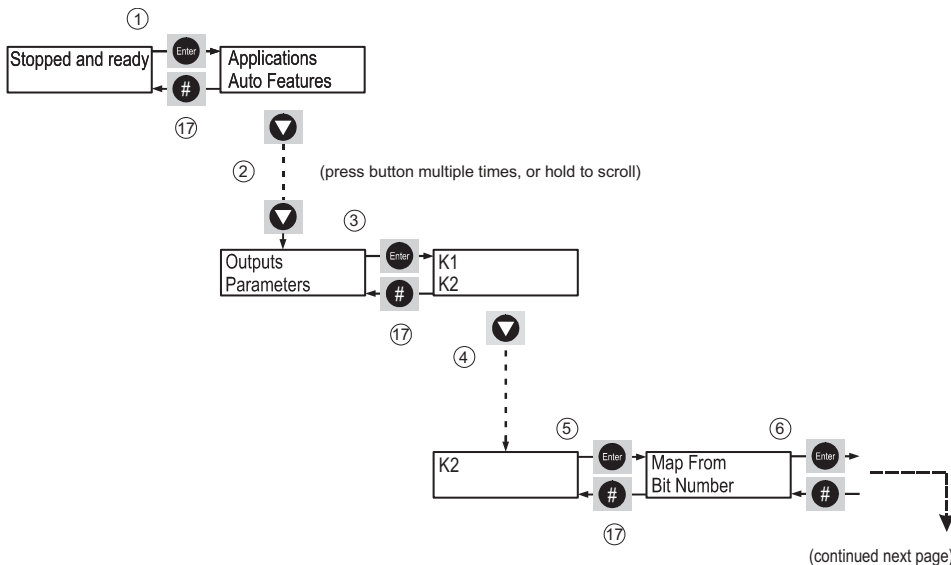 ①
Stopped and ready
Enter
Applications
Auto Features
#
⑰
②
(press button multiple times, or hold to scroll)
③
Outputs
Parameters
Enter
K1
K2
#
⑰
④
⑤
⑥
K2
Enter
Map From
Bit Number
Enter
#
#
⑰
(continued next page)